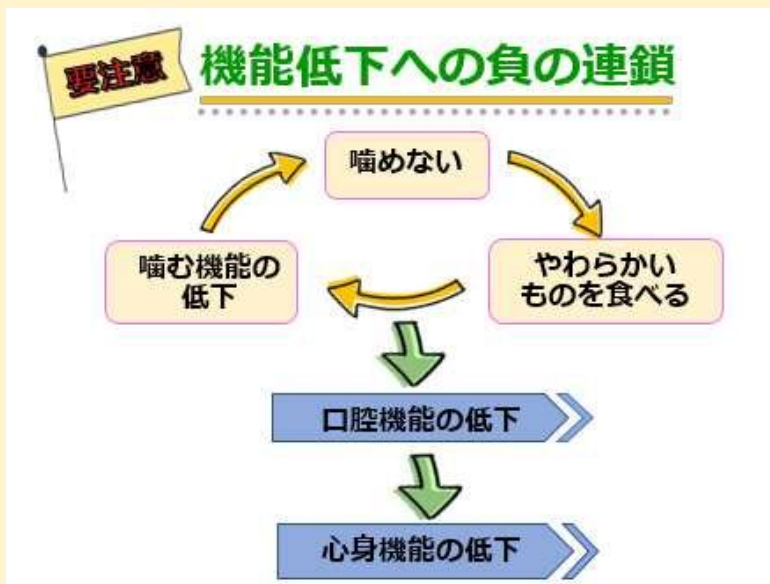 要注意
機能低下への負の連鎖
噛めない
やわらかい
ものを食べる
噛む機能の
低下
口腔機能の低下
心身機能の低下